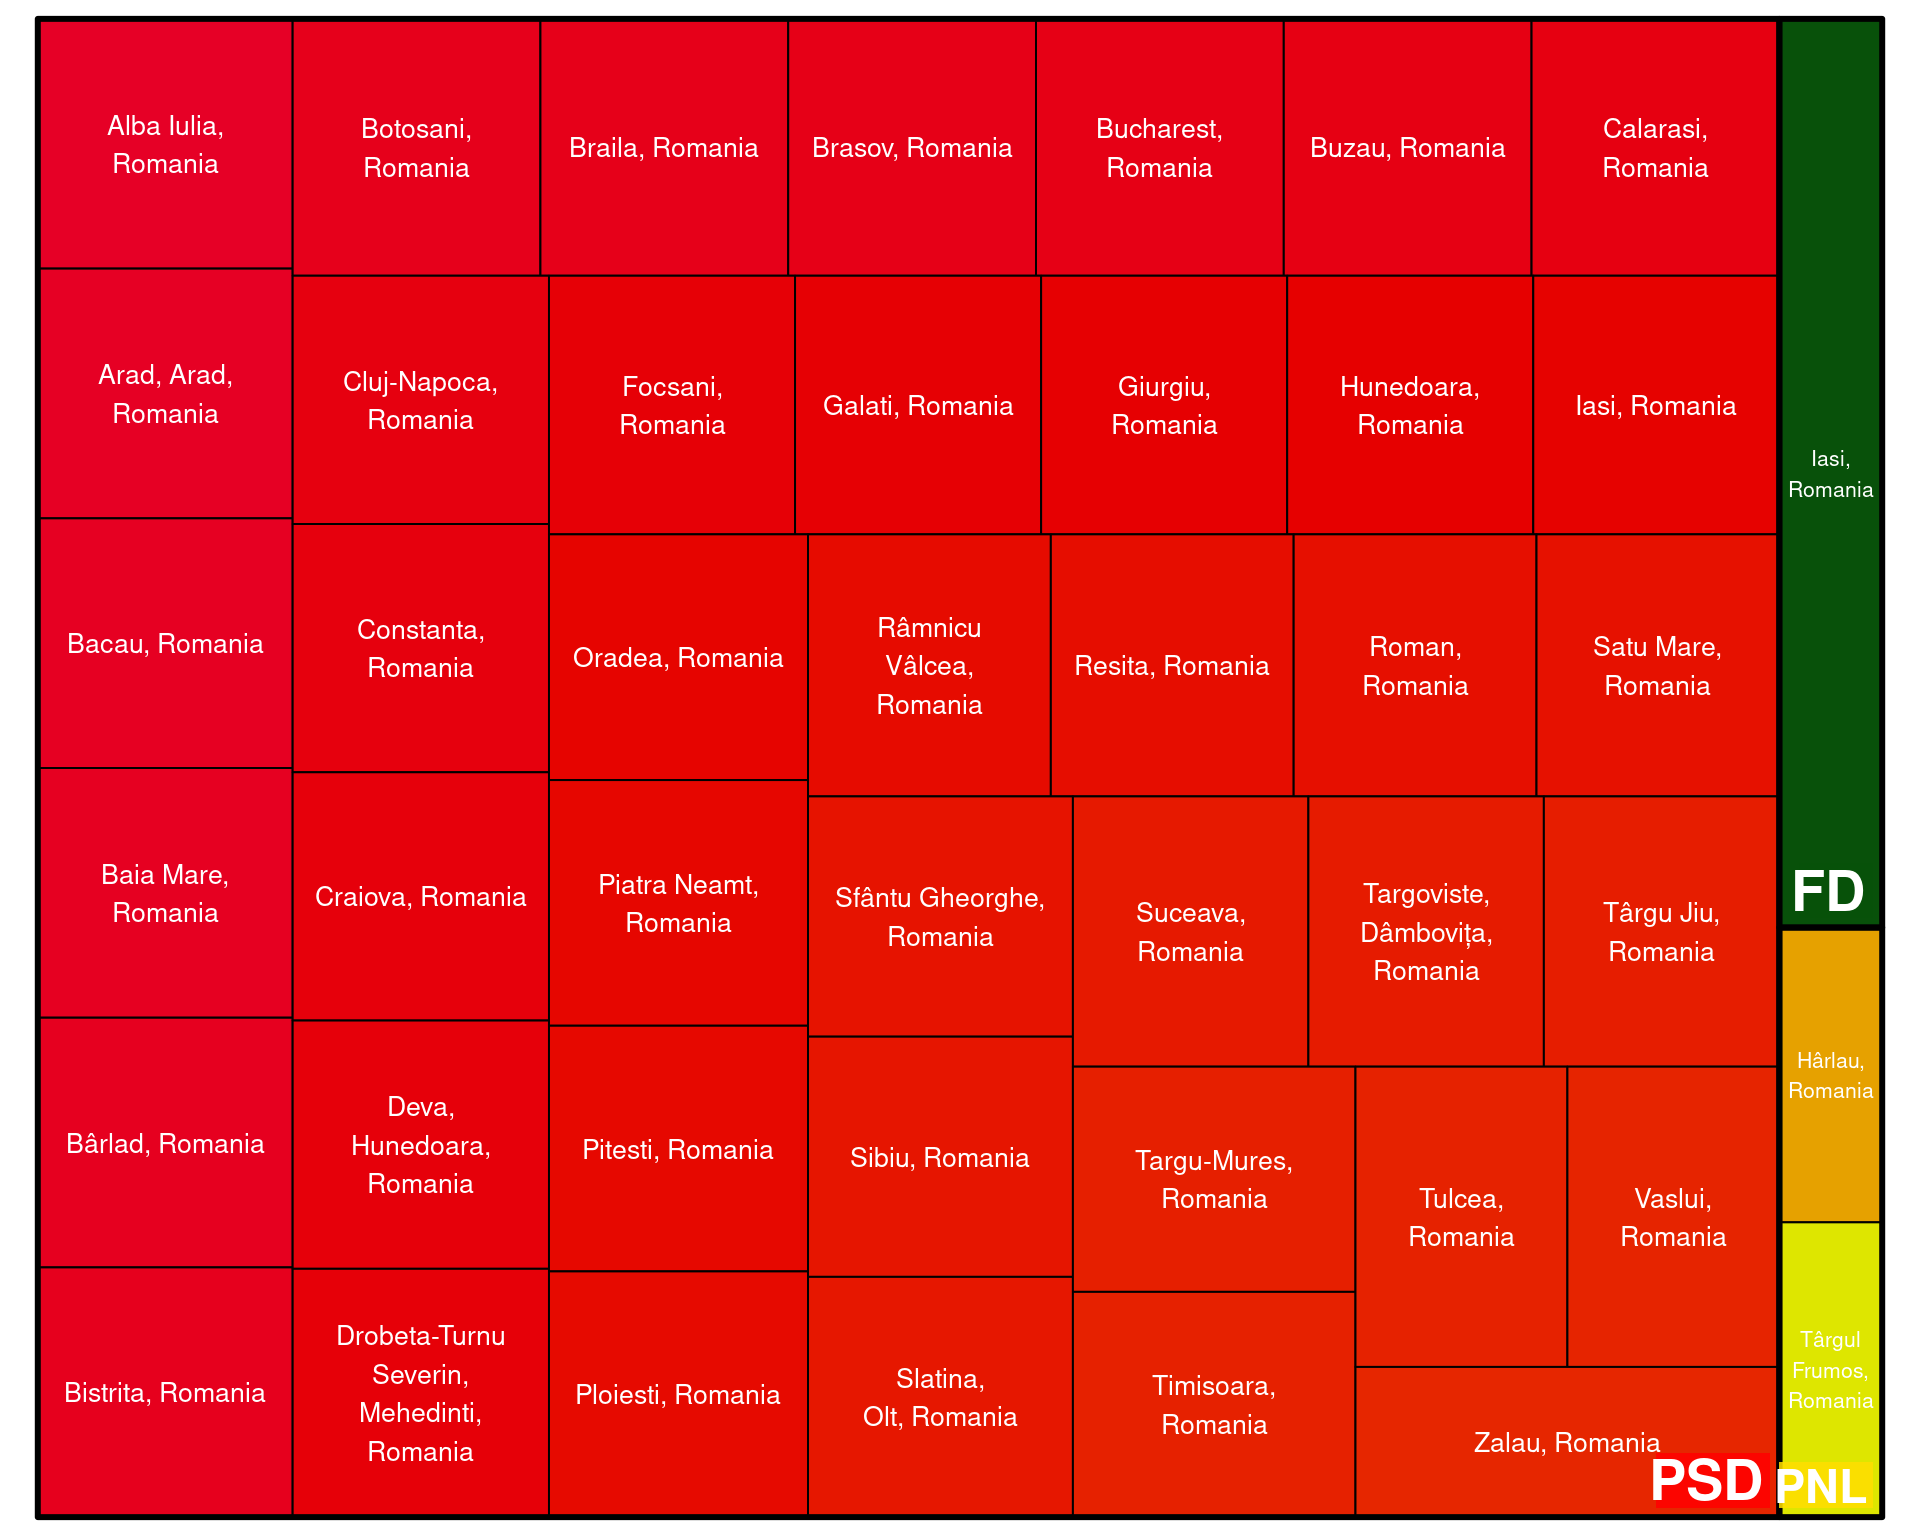 Alba Iulia,
Romania
Botosani,
Romania
Braila, Romania
Brasov, Romania
Bucharest,
Romania
Buzau, Romania
Calarasi,
Romania
Arad, Arad,
Romania
Cluj-Napoca,
Romania
Focsani,
Romania
Galati, Romania
Giurgiu,
Romania
Hunedoara,
Romania
Iasi, Romania
Iasi,
Romania
Bacau, Romania
Constanta,
Romania
Oradea, Romania
Râmnicu
Vâlcea,
Romania
Resita, Romania
Roman,
Romania
Satu Mare,
Romania
Baia Mare,
Romania
Craiova, Romania
Piatra Neamt,
Romania
Sfântu Gheorghe,
Romania
Suceava,
Romania
Targoviste,
Dâmbovița,
Romania
Târgu Jiu,
Romania
FD
Hârlau,
Romania
Bârlad, Romania
Deva,
Hunedoara,
Romania
Pitesti, Romania
Sibiu, Romania
Targu-Mures,
Romania
Tulcea,
Romania
Vaslui,
Romania
Bistrita, Romania
Drobeta-Turnu
Severin,
Mehedinti,
Romania
Ploiesti, Romania
Slatina,
Olt, Romania
Timisoara,
Romania
Zalau, Romania
Târgul
Frumos,
Romania
PSD
PNL